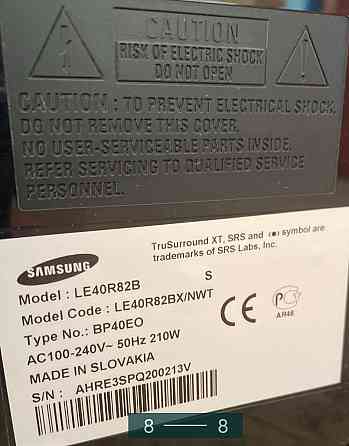 CAUTION
RISK OF ELECTRIC SHOCK
DO NOT OPEN
CAUTION : TO PREVENT ELECTRICAL SHOCK,
DO NOT REMOVE THIS COVER.
NO USER-SERVICEABLE PARTS INSIDE.
REFER SERVICING TO QUALIFIED SERVICE
PERSONNEL.
TruSurround XT, SRS and (●) symbol are
trademarks of SRS Labs, Inc.
SAMSUNG
S
Model : LE40R82B
Model Code : LE40R82BX/NWT
Type No.: BP40EO
AC100-240V~ 50Hz 210W
MADE IN SLOVAKIA
S/N : AHRE3SPQ200213V
CE
AR46
8 — 8